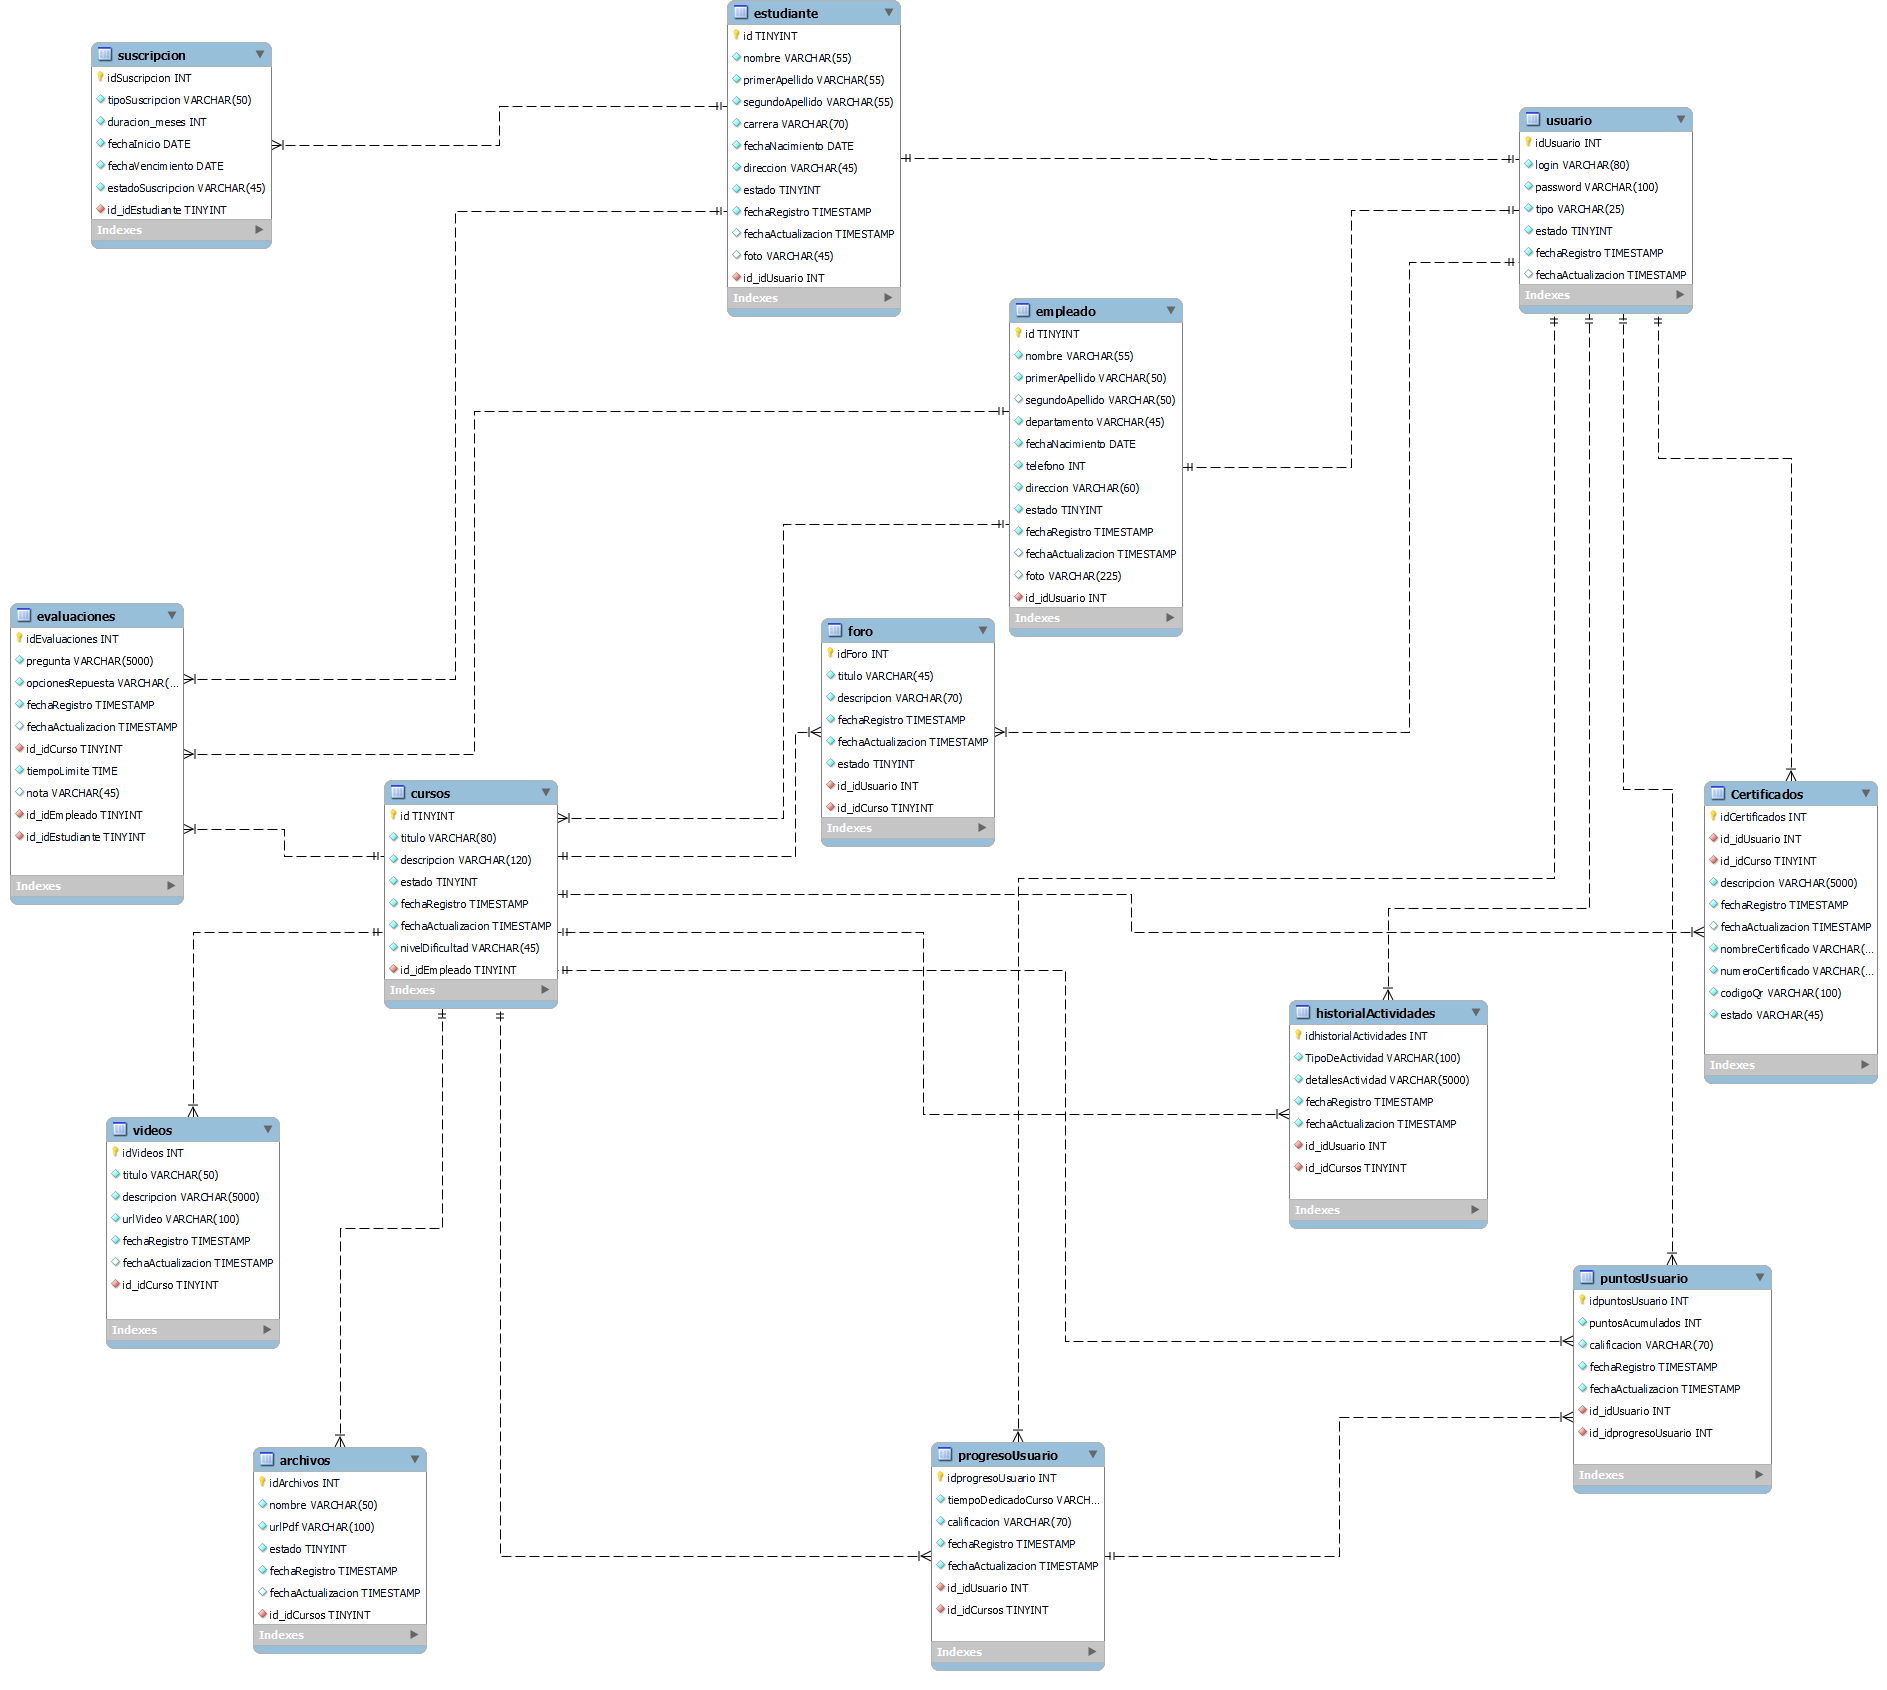 suscripcion
idSuscripcion INT
tipoSuscripcion VARCHAR(50)
duracion_meses INT
fechaInicio DATE
fechaVencimiento DATE
estadoSuscripcion VARCHAR(45)
id_idEstudiante TINYINT
Indexes
estudiante
id TINYINT
nombre VARCHAR(55)
primerApellido VARCHAR(55)
segundoApellido VARCHAR(55)
carrera VARCHAR(70)
fechaNacimiento DATE
direccion VARCHAR(45)
estado TINYINT
fechaRegistro TIMESTAMP
fechaActualizacion TIMESTAMP
foto VARCHAR(45)
id_idUsuario INT
Indexes
usuario
idUsuario INT
login VARCHAR(80)
password VARCHAR(100)
tipo VARCHAR(25)
estado TINYINT
fechaRegistro TIMESTAMP
fechaActualizacion TIMESTAMP
Indexes
empleado
id TINYINT
nombre VARCHAR(55)
primerApellido VARCHAR(50)
segundoApellido VARCHAR(50)
departamento VARCHAR(45)
fechaNacimiento DATE
telefono INT
direccion VARCHAR(60)
estado TINYINT
fechaRegistro TIMESTAMP
fechaActualizacion TIMESTAMP
foto VARCHAR(225)
id_idUsuario INT
Indexes
evaluaciones
idEvaluaciones INT
pregunta VARCHAR(5000)
opcionesRepuesta VARCHAR(...
fechaRegistro TIMESTAMP
fechaActualizacion TIMESTAMP
id_idCurso TINYINT
tiempoLimite TIME
nota VARCHAR(45)
id_idEmpleado TINYINT
id_idEstudiante TINYINT
Indexes
foro
idForo INT
titulo VARCHAR(45)
descripcion VARCHAR(70)
fechaRegistro TIMESTAMP
fechaActualizacion TIMESTAMP
estado TINYINT
id_idUsuario INT
id_idCurso TINYINT
Indexes
cursos
id TINYINT
titulo VARCHAR(80)
descripcion VARCHAR(120)
estado TINYINT
fechaRegistro TIMESTAMP
fechaActualizacion TIMESTAMP
nivelDificultad VARCHAR(45)
id_idEmpleado TINYINT
Indexes
Certificados
idCertificados INT
id_idUsuario INT
id_idCurso TINYINT
descripcion VARCHAR(5000)
fechaRegistro TIMESTAMP
fechaActualizacion TIMESTAMP
nombreCertificado VARCHAR(...
numeroCertificado VARCHAR(...
codigoQr VARCHAR(100)
estado VARCHAR(45)
Indexes
historialActividades
idhistorialActividades INT
TipoDeActividad VARCHAR(100)
detallesActividad VARCHAR(5000)
fechaRegistro TIMESTAMP
fechaActualizacion TIMESTAMP
id_idUsuario INT
id_idCursos TINYINT
Indexes
videos
idVideos INT
titulo VARCHAR(50)
descripcion VARCHAR(5000)
urlVideo VARCHAR(100)
fechaRegistro TIMESTAMP
fechaActualizacion TIMESTAMP
id_idCurso TINYINT
Indexes
puntosUsuario
idpuntosUsuario INT
puntosAcumulados INT
calificacion VARCHAR(70)
fechaRegistro TIMESTAMP
fechaActualizacion TIMESTAMP
id_idUsuario INT
id_idprogresoUsuario INT
Indexes
archivos
idArchivos INT
nombre VARCHAR(50)
urlPdf VARCHAR(100)
estado TINYINT
fechaRegistro TIMESTAMP
fechaActualizacion TIMESTAMP
id_idCursos TINYINT
Indexes
progresoUsuario
idprogresoUsuario INT
tiempoDedicadoCurso VARCH...
calificacion VARCHAR(70)
fechaRegistro TIMESTAMP
fechaActualizacion TIMESTAMP
id_idUsuario INT
id_idCursos TINYINT
Indexes